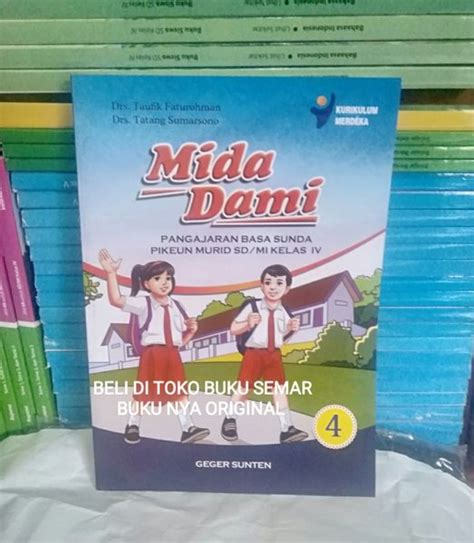 Drs. Taufik Faturohman
Drs. Tatang Sumarsono
KURIKULUM
MERDEKA
Mida
Dami
PANGAJARAN BASA SUNDA
PIKEUN MURID SD/MI KELAS IV
BELI DI TOKO BUKU SEMAR
BUKU NYA ORIGINAL
4
GEGER SUNTEN